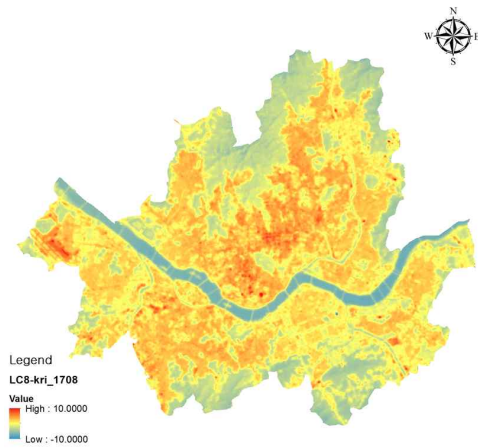 N
W
E
S
Legend
LC8-kri_1708
Value
High : 10.0000
Low : -10.0000